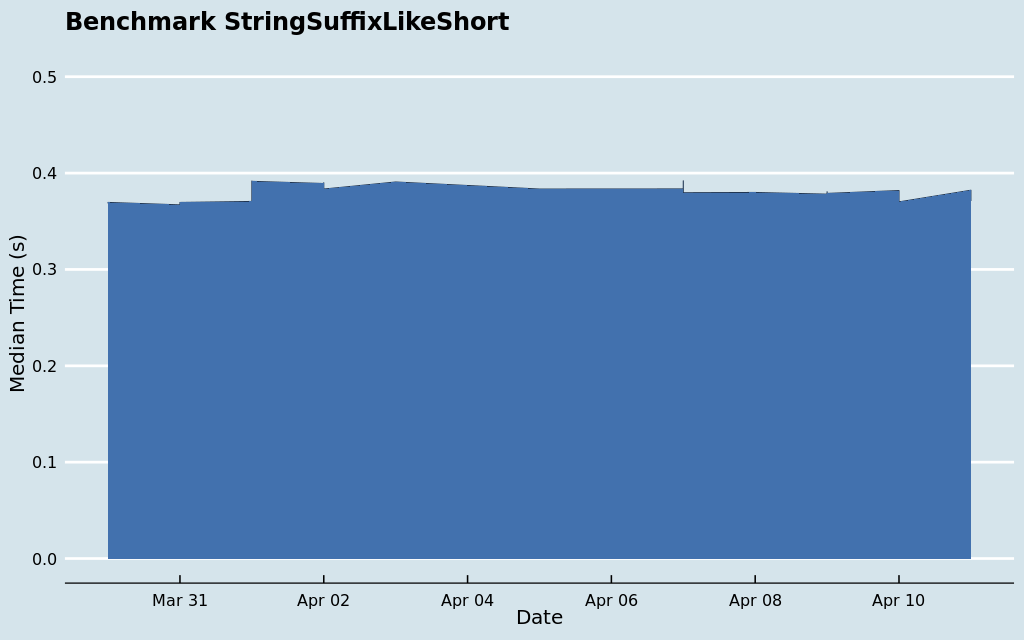 Benchmark StringSuffixLikeShort
0.5
0.4
0.3
0.2
0.1
0.0
Median Time (s)
Mar 31
Apr 02
Apr 04
Apr 06
Apr 08
Apr 10
Date